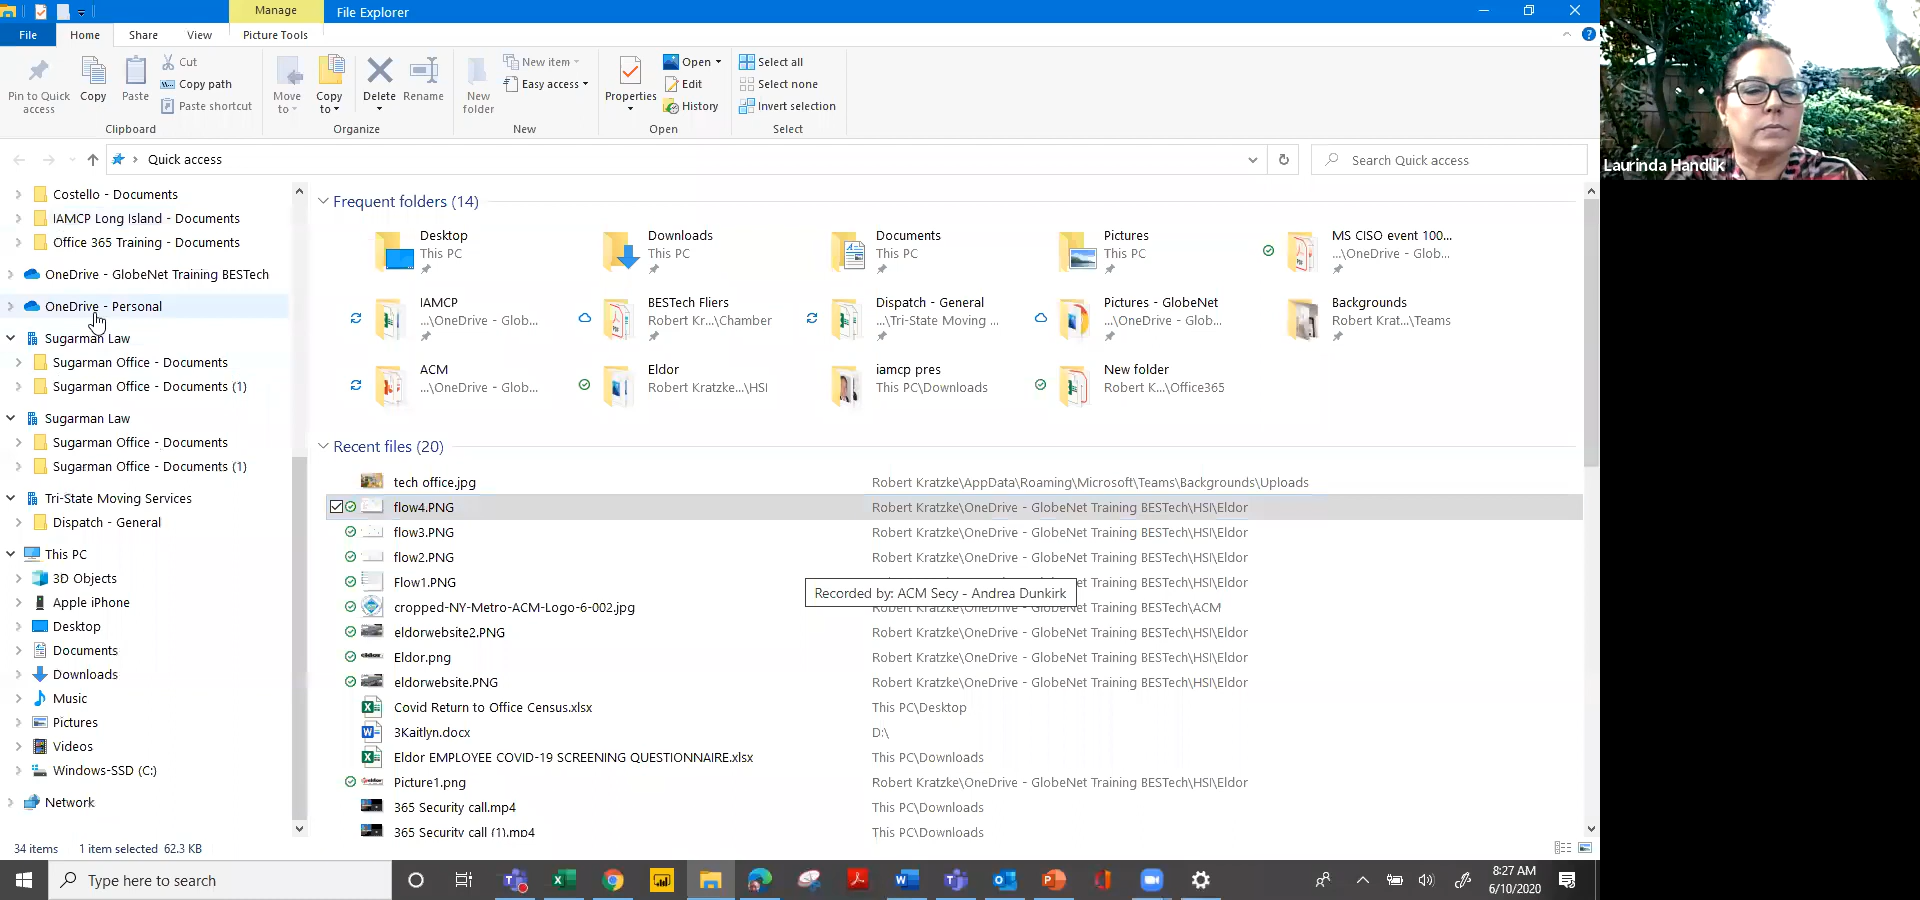 Manage
File Explorer
File
Home
Share
View
Picture Tools
Pin to Quick
access
Copy
Paste
Cut
Copy path
Paste shortcut
Clipboard
Move
to
Copy
to
Delete
Rename
Organize
New
folder
New item
Easy access
New
Properties
Open
Edit
History
Open
Select all
Select none
Invert selection
Select
Quick access
Search Quick access
Laurinda Handlik
Costello - Documents
IAMCP Long Island - Documents
Office 365 Training - Documents
OneDrive - GlobeNet Training BESTech
OneDrive - Personal
Sugarman Law
Sugarman Office - Documents
Sugarman Office - Documents (1)
Sugarman Law
Sugarman Office - Documents
Sugarman Office - Documents (1)
Tri-State Moving Services
Dispatch - General
This PC
3D Objects
Apple iPhone
Desktop
Documents
Downloads
Music
Pictures
Videos
Windows-SSD (C:)
Network
Frequent folders (14)
Desktop
This PC
Downloads
This PC
Documents
This PC
Pictures
This PC
MS CISO event 100...
...\OneDrive - Glob...
IAMCP
...\OneDrive - Glob...
BESTech Fliers
Robert Kr...\Chamber
Dispatch - General
...\Tri-State Moving ...
Pictures - GlobeNet
...\OneDrive - Glob...
Backgrounds
Robert Krat...\Teams
ACM
...\OneDrive - Glob...
Eldor
Robert Kratzke...\HSI
iamcp pres
This PC\Downloads
New folder
Robert K...\Office365
Recent files (20)
tech office.jpg Robert Kratzke\AppData\Roaming\Microsoft\Teams\Backgrounds\Uploads
flow4.PNG Robert Kratzke\OneDrive - GlobeNet Training BESTech\HSI\Eldor
flow3.PNG Robert Kratzke\OneDrive - GlobeNet Training BESTech\HSI\Eldor
flow2.PNG Robert Kratzke\OneDrive - GlobeNet Training BESTech\HSI\Eldor
Flow1.PNG Robert Kratzke\OneDrive - GlobeNet Training BESTech\HSI\Eldor
Recorded by: ACM Secy - Andrea Dunkirk
cropped-NY-Metro-ACM-Logo-6-002.jpg Robert Kratzke\OneDrive - GlobeNet Training BESTech\ACM
eldorwebsite2.PNG Robert Kratzke\OneDrive - GlobeNet Training BESTech\HSI\Eldor
Eldor.png Robert Kratzke\OneDrive - GlobeNet Training BESTech\HSI\Eldor
eldorwebsite.PNG Robert Kratzke\OneDrive - GlobeNet Training BESTech\HSI\Eldor
Covid Return to Office Census.xlsx This PC\Desktop
3Kaitlyn.docx D:\
Eldor EMPLOYEE COVID-19 SCREENING QUESTIONNAIRE.xlsx This PC\Downloads
Picture1.png Robert Kratzke\OneDrive - GlobeNet Training BESTech\HSI\Eldor
365 Security call.mp4 This PC\Downloads
365 Security call (1).mp4 This PC\Downloads
34 items 1 item selected 62.3 KB
Type here to search
8:27 AM
6/10/2020